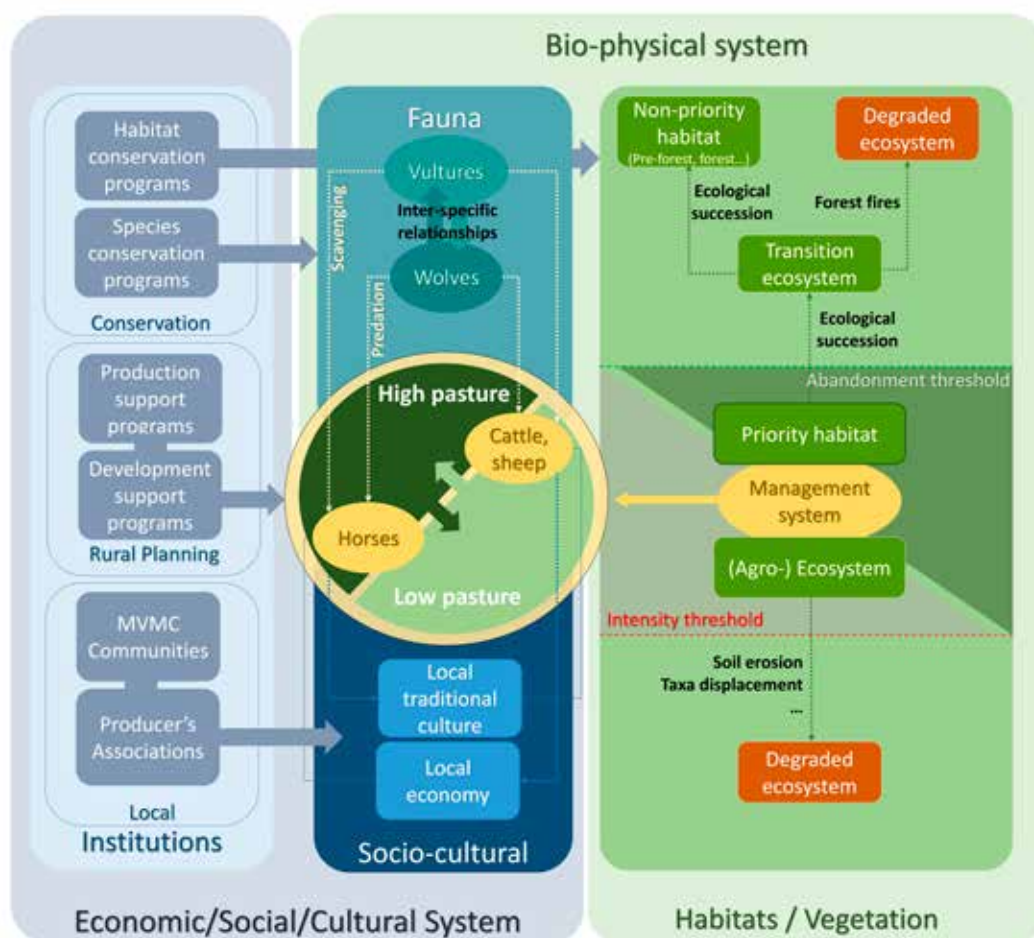 Bio-physical system
Habitat
conservation
programs
Species
conservation
programs
Conservation
Production
support
programs
Development
support
programs
Rural Planning
MVMC
Communities
Producer's
Associations
Local
Institutions
Fauna
Vultures
Inter-specific
relationships
Wolves
Scavenging
Predation
High pasture
Cattle,
sheep
Horses
Low pasture
Local
traditional
culture
Local
economy
Socio-cultural
Economic/Social/Cultural System
Non-priority
habitat
(Pre-forest, forest...)
Degraded
ecosystem
Ecological
succession
Forest fires
Transition
ecosystem
Ecological
succession
Abandonment threshold
Priority habitat
Management
system
(Agro-) Ecosystem
Intensity threshold
Soil erosion
Taxa displacement
...
Degraded
ecosystem
Habitats / Vegetation